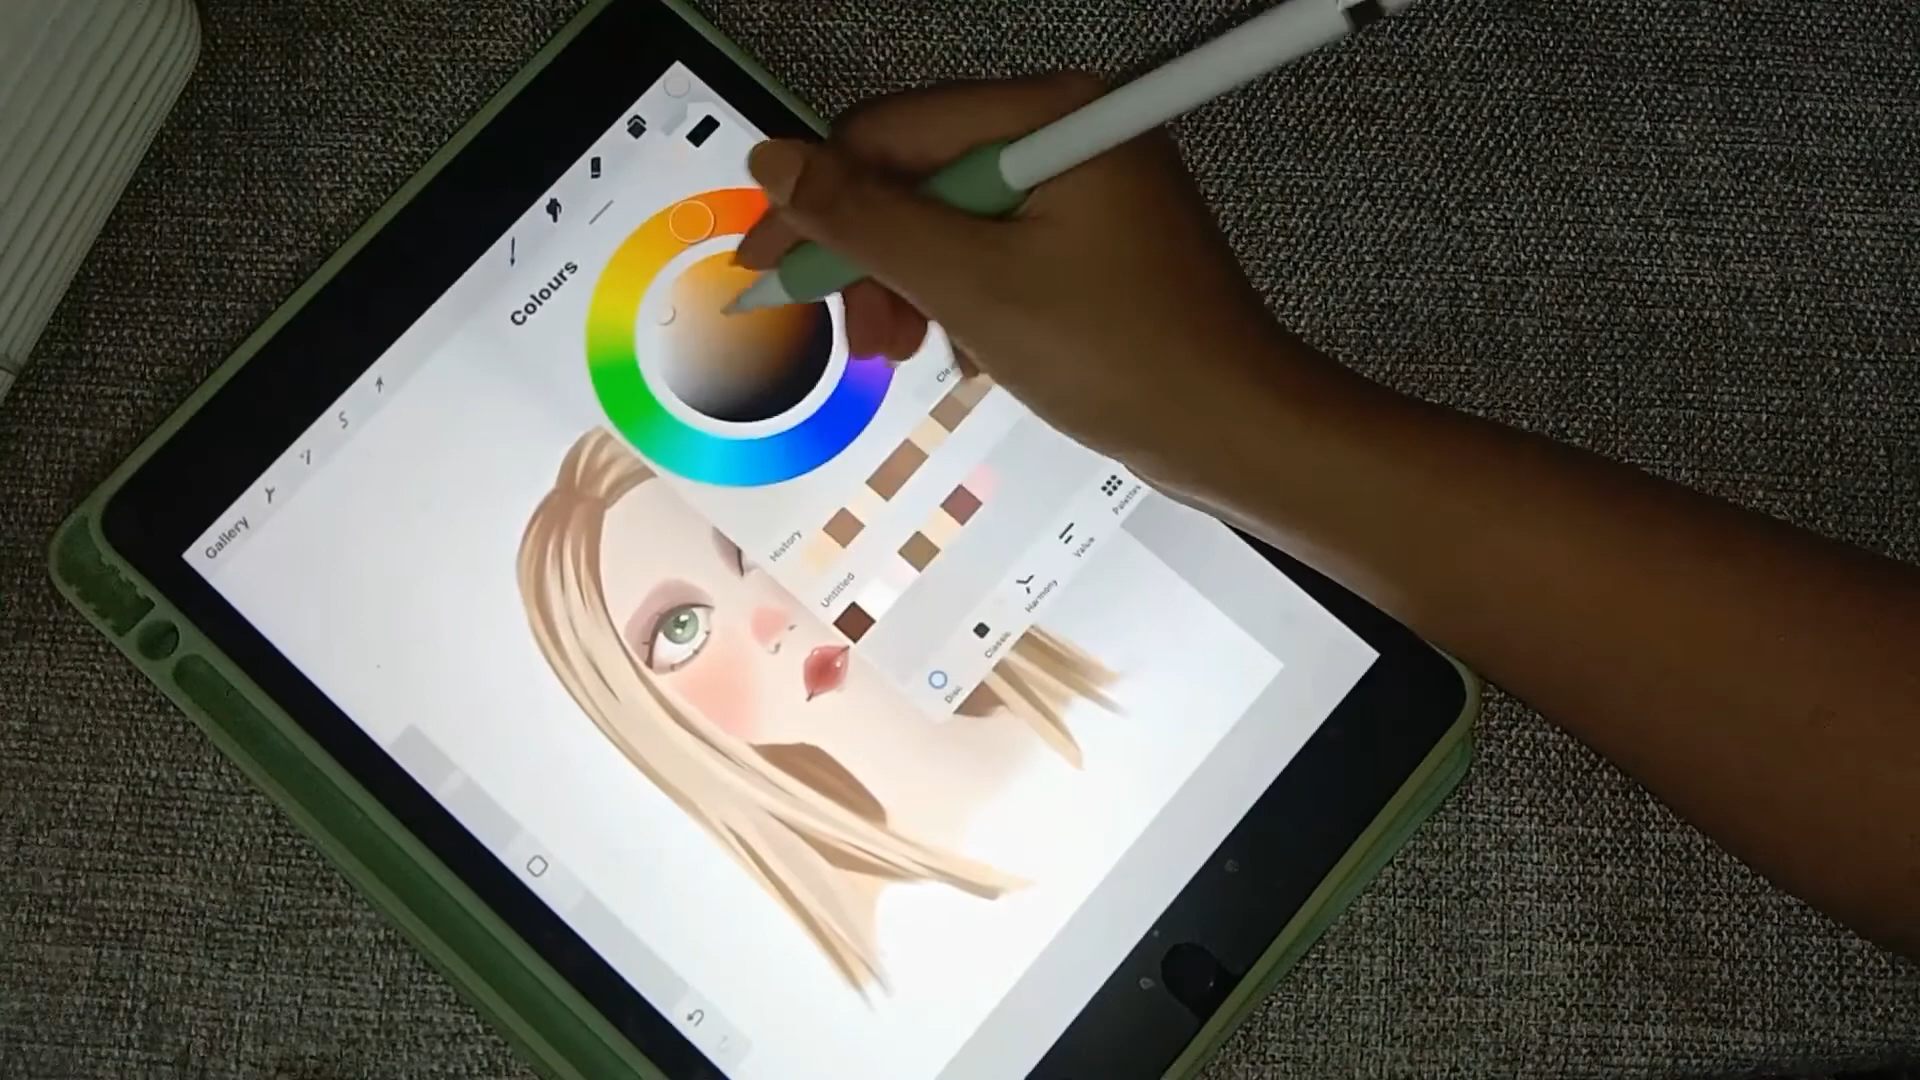 Gallery
Colours
History
Untitled
Disc
Classic
Harmony
Value
Palettes